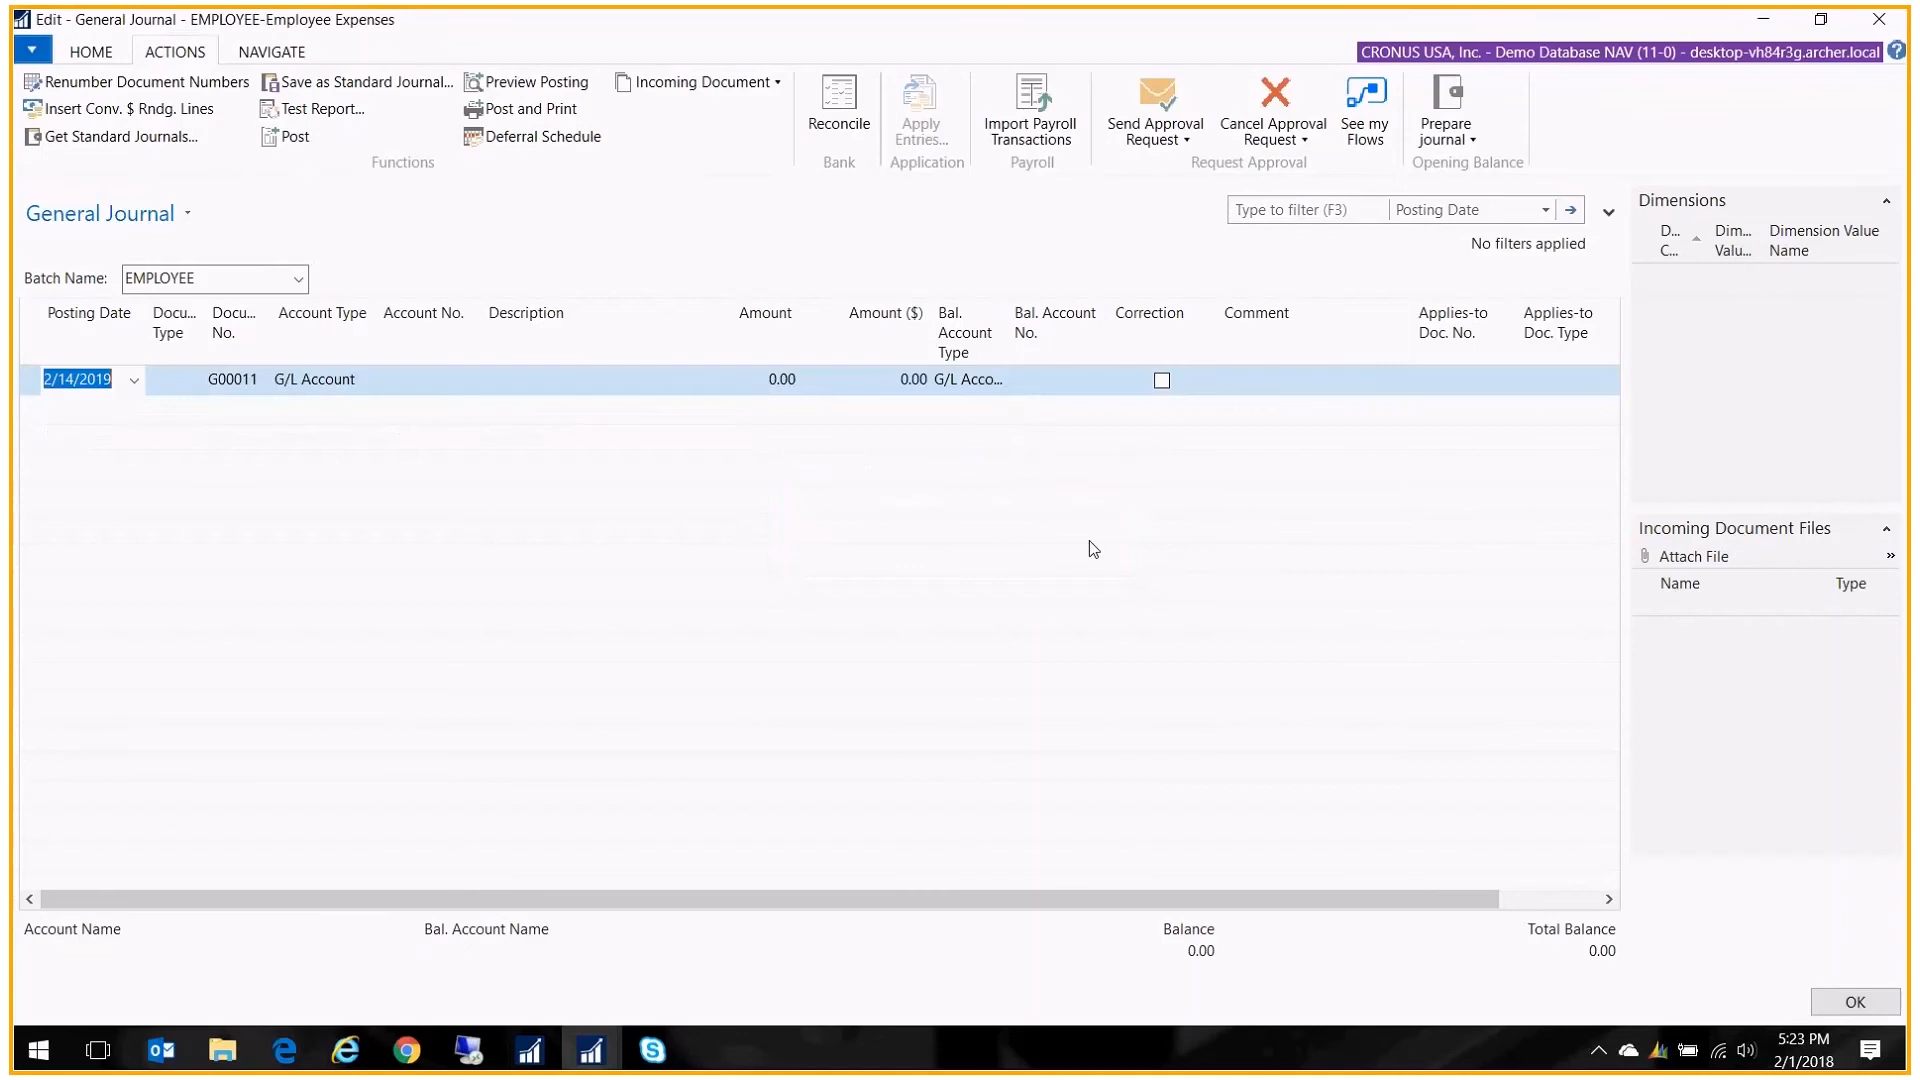 Edit - General Journal - EMPLOYEE-Employee Expenses
HOME ACTIONS NAVIGATE
CRONUS USA, Inc. - Demo Database NAV (11-0) - desktop-vh84r3g.archer.local
Renumber Document Numbers
Insert Conv. $ Rndg. Lines
Get Standard Journals...
Save as Standard Journal...
Test Report...
Post
Preview Posting
Post and Print
Deferral Schedule
Incoming Document
Functions
Reconcile
Bank
Apply
Entries...
Application
Import Payroll
Transactions
Payroll
Send Approval
Request
Cancel Approval
Request
See my
Flows
Request Approval
Prepare
journal
Opening Balance
General Journal
Type to filter (F3) Posting Date
No filters applied
Batch Name: EMPLOYEE
Posting Date
Docu...
Type
Docu...
No.
Account Type
Account No.
Description
Amount
Amount ($)
Bal.
Account
Type
Bal. Account
No.
Correction
Comment
Applies-to
Doc. No.
Applies-to
Doc. Type
2/14/2019 G00011 G/L Account 0.00 0.00 G/L Acco...
Dimensions
D...
C...
Dim...
Valu...
Dimension Value
Name
Incoming Document Files
Attach File »
Name Type
Account Name
Bal. Account Name
Balance
0.00
Total Balance
0.00
OK
5:23 PM
2/1/2018